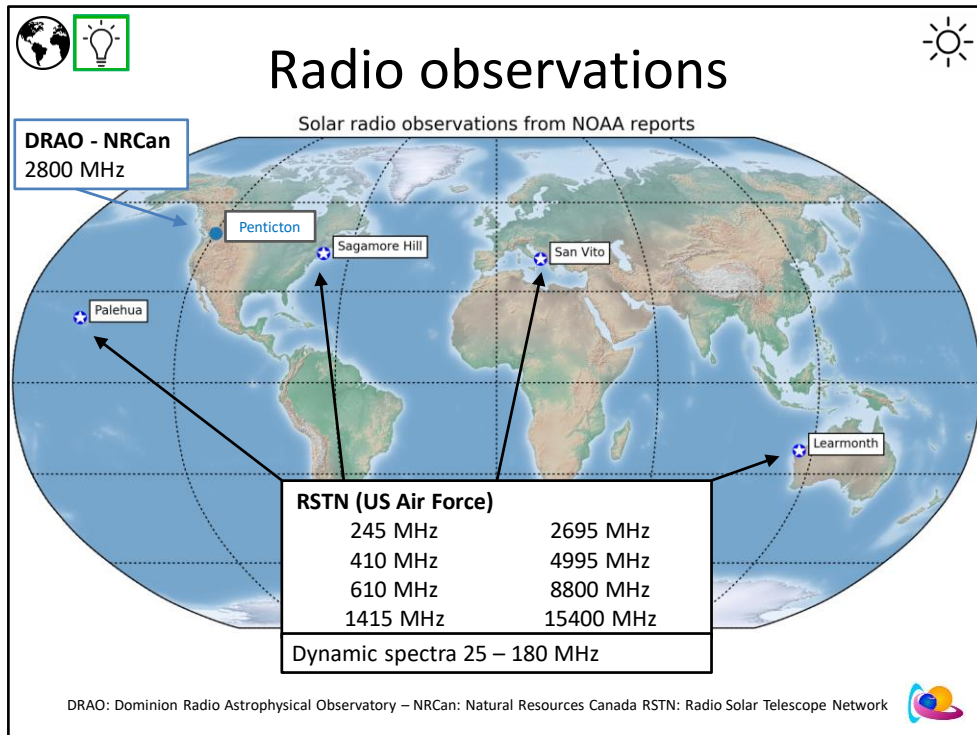 Radio observations
Solar radio observations from NOAA reports
DRAO - NRCan
2800 MHz
Penticton
Sagamore Hill
San Vito
Palehua
Learmonth
RSTN (US Air Force)
245 MHz 2695 MHz
410 MHz 4995 MHz
610 MHz 8800 MHz
1415 MHz 15400 MHz
Dynamic spectra 25 – 180 MHz
DRAO: Dominion Radio Astrophysical Observatory – NRCan: Natural Resources Canada RSTN: Radio Solar Telescope Network